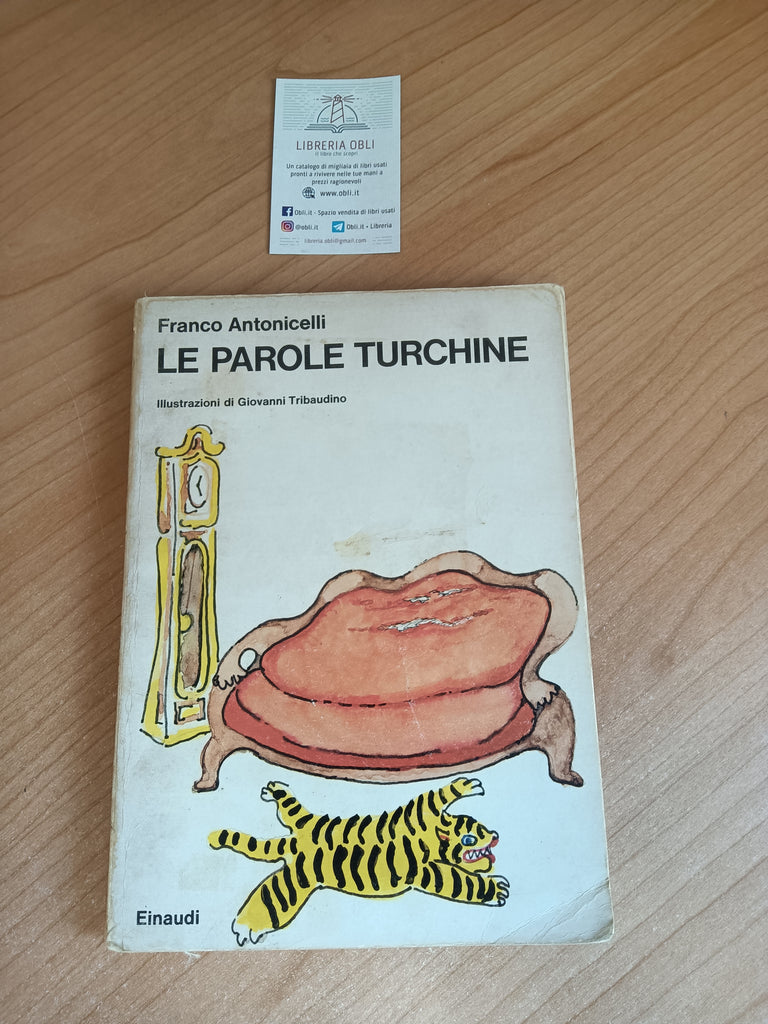 LIBRERIA OBLI
il libro che scopri
Un catalogo di migliaia di libri usati
pronti a rivivere nelle tue mani a
prezzi ragionevoli
www.obli.it
Obli.it - Spazio vendita di libri usati
@obli.it Obli.it • Libreria
libreria.obli@gmail.com
Franco Antonicelli
LE PAROLE TURCHINE
Illustrazioni di Giovanni Tribaudino
Einaudi